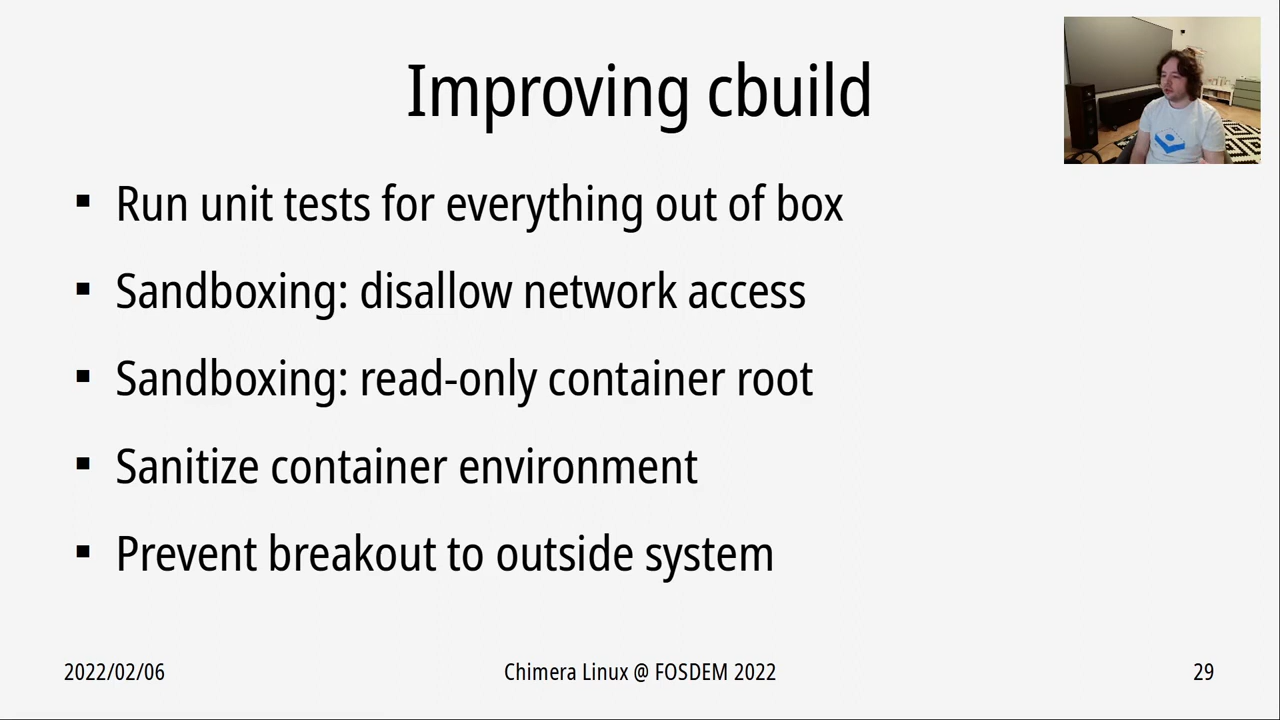 Improving cbuild
▪ Run unit tests for everything out of box
▪ Sandboxing: disallow network access
▪ Sandboxing: read-only container root
▪ Sanitize container environment
▪ Prevent breakout to outside system
2022/02/06
Chimera Linux @ FOSDEM 2022
29